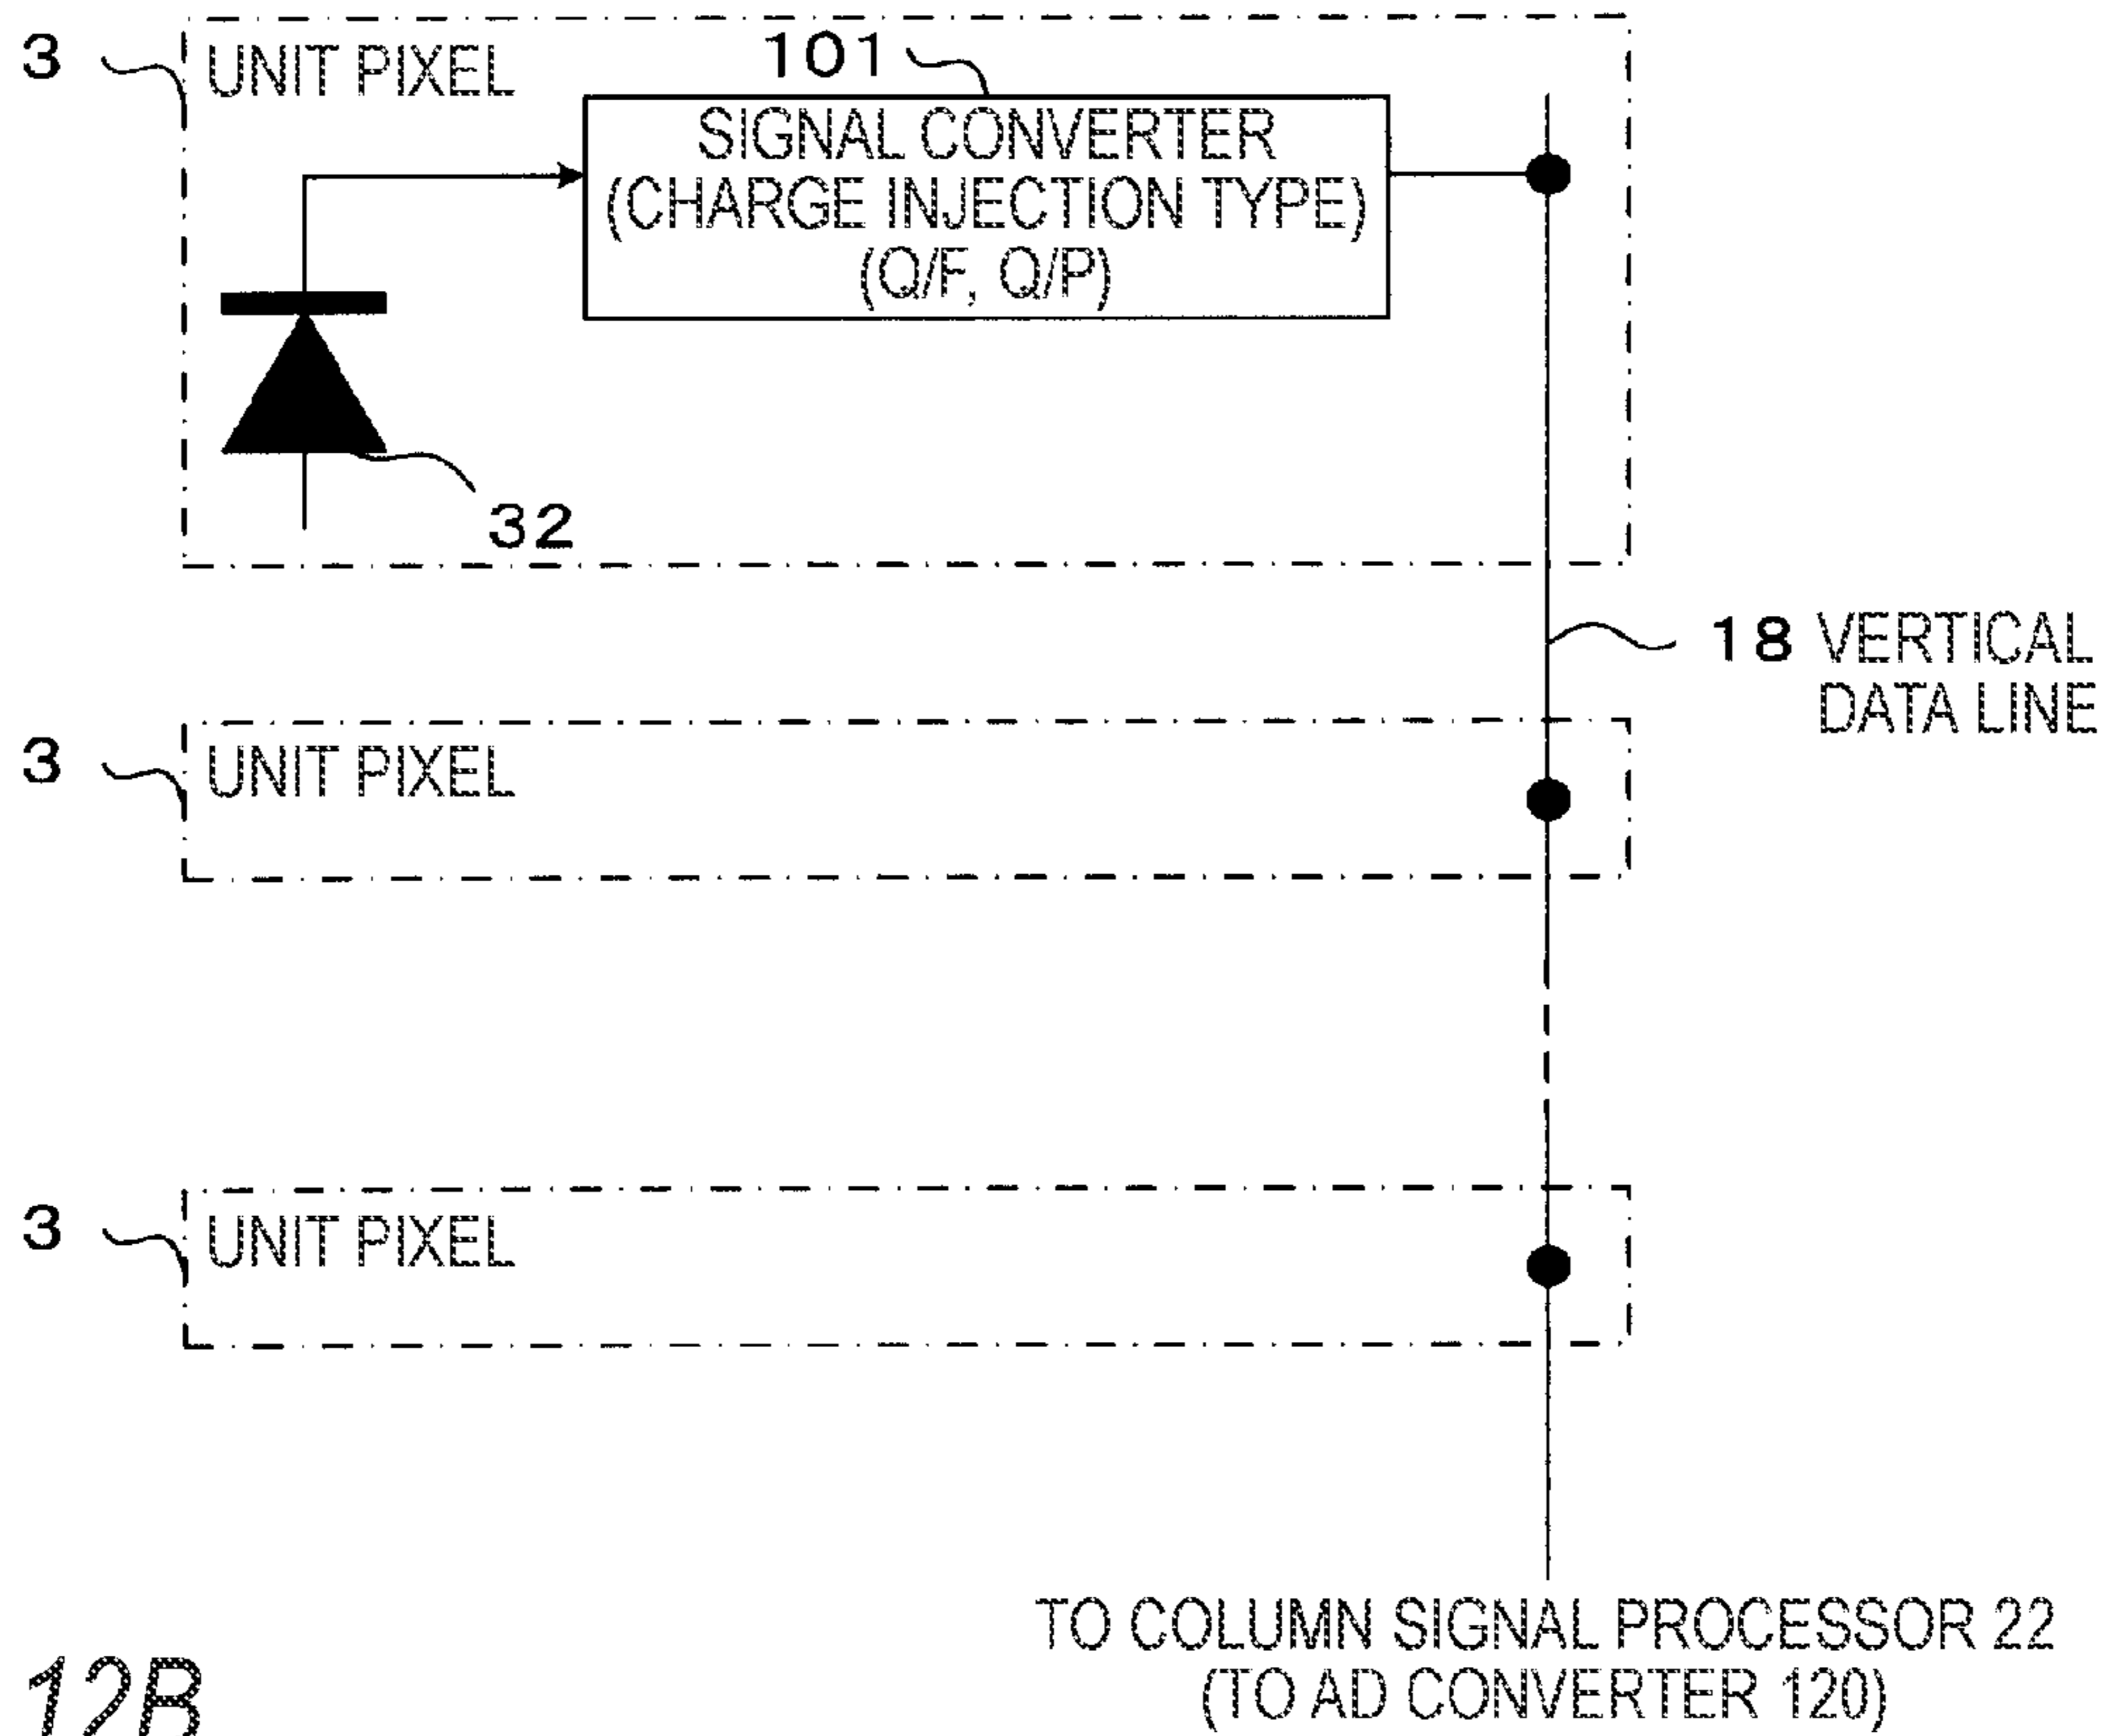 3 UNIT PIXEL 101
SIGNAL CONVERTER
(CHARGE INJECTION TYPE)
(Q/F, Q/P)
32
18 VERTICAL
DATA LINE
3 UNIT PIXEL
3 UNIT PIXEL
TO COLUMN SIGNAL PROCESSOR 22
(TO AD CONVERTER 120)
12B